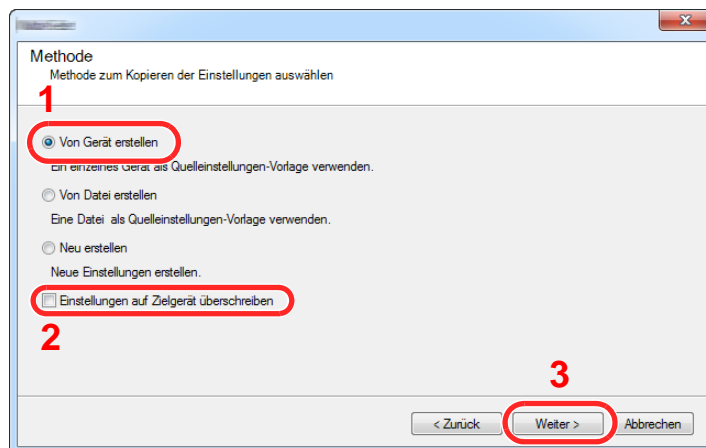 Methode
Methode zum Kopieren der Einstellungen auswählen
1
Von Gerät erstellen
Ein einzelnes Gerät als Quelleinstellungen-Vorlage verwenden.
Von Datei erstellen
Eine Datei als Quelleinstellungen-Vorlage verwenden.
Neu erstellen
Neue Einstellungen erstellen.
Einstellungen auf Zielgerät überschreiben
2
3
< Zurück Weiter > Abbrechen